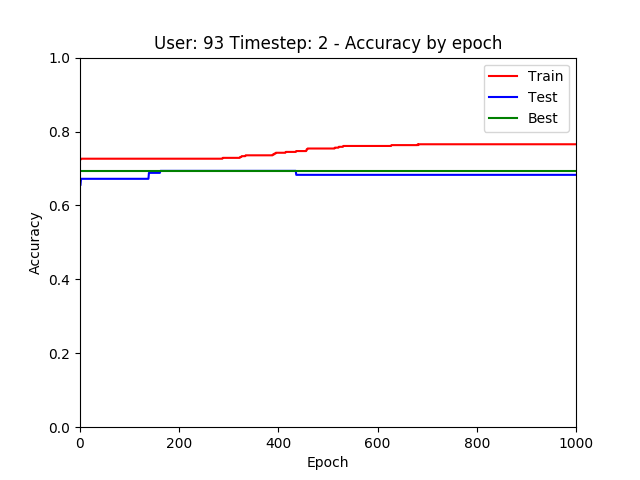 User: 93 Timestep: 2 - Accuracy by epoch
1.0
0.8
0.6
0.4
0.2
0.0
Accuracy
Train
Test
Best
0 200 400 600 800 1000
Epoch